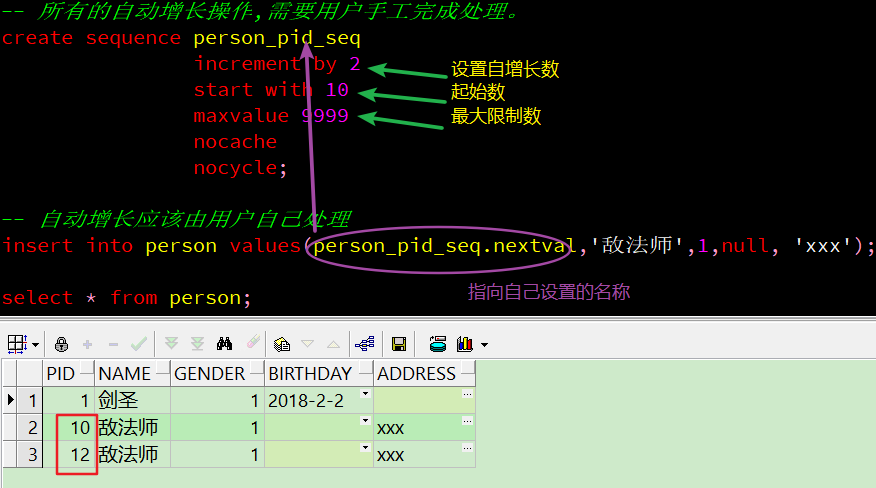 -- 所有的自动增长操作,需要用户手工完成处理。
create sequence person_pid_seq
increment by 2
设置自增长数
start with 10
起始数
maxvalue 9999
最大限制数
nocache
nocycle;
-- 自动增长应该由用户自己处理
insert into person values(person_pid_seq.nextval,'敌法师',1,null, 'xxx');
指向自己设置的名称
select * from person;
PID NAME GENDER BIRTHDAY ADDRESS
1 1 剑圣 1 2018-2-2
2 10 敌法师 1 xxx
3 12 敌法师 1 xxx